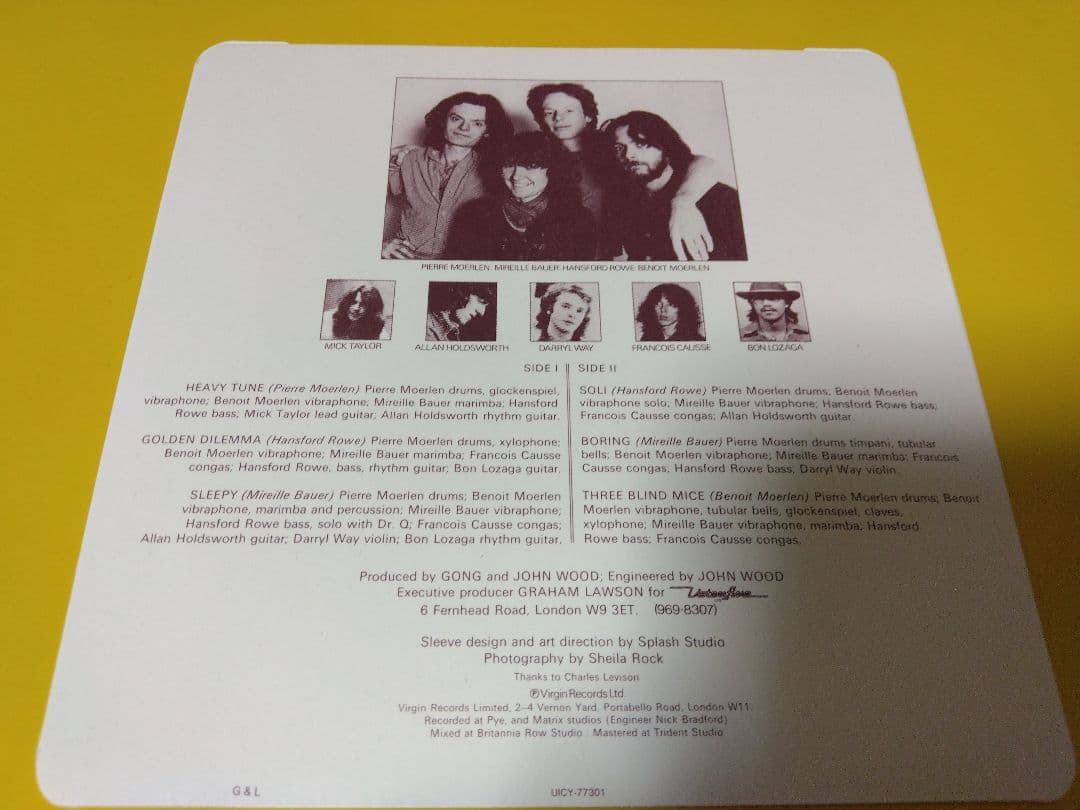 PIERRE MOERLEN: MIREILLE BAUER: HANSFORD ROWE: BENOIT MOERLEN
MICK TAYLOR
ALLAN HOLDSWORTH
DARRYL WAY
FRANCOIS CAUSSE
BON LOZAGA
SIDE I
HEAVY TUNE (Pierre Moerlen) Pierre Moerlen drums, glockenspiel,
vibraphone; Benoit Moerlen vibraphone; Mireille Bauer marimba; Hansford
Rowe bass; Mick Taylor lead guitar; Allan Holdsworth rhythm guitar.
GOLDEN DILEMMA (Hansford Rowe) Pierre Moerlen drums, xylophone;
Benoit Moerlen vibraphone; Mireille Bauer marimba; Francois Causse
congas; Hansford Rowe, bass, rhythm guitar; Bon Lozaga guitar.
SLEEPY (Mireille Bauer) Pierre Moerlen drums; Benoit Moerlen
vibraphone, marimba and percussion; Mireille Bauer vibraphone;
Hansford Rowe bass, solo with Dr. Q; Francois Causse congas;
Allan Holdsworth guitar; Darryl Way violin; Bon Lozaga rhythm guitar.
SIDE II
SOLI (Hansford Rowe) Pierre Moerlen drums; Benoit Moerlen
vibraphone solo; Mireille Bauer vibraphone; Hansford Rowe bass;
Francois Causse congas; Allan Holdsworth guitar
BORING (Mireille Bauer) Pierre Moerlen drums timpani, tubular
bells; Benoit Moerlen vibraphone; Mireille Bauer marimba; Francois
Causse congas; Hansford Rowe bass; Darryl Way violin.
THREE BLIND MICE (Benoit Moerlen) Pierre Moerlen drums; Benoit
Moerlen vibraphone, tubular bells, glockenspiel, claves,
xylophone; Mireille Bauer vibraphone, marimba; Hansford
Rowe bass; Francois Causse congas.
Produced by GONG and JOHN WOOD; Engineered by JOHN WOOD
Executive producer GRAHAM LAWSON for
6 Fernhead Road, London W9 3ET. (969-8307)
Sleeve design and art direction by Splash Studio
Photography by Sheila Rock
Thanks to Charles Levison
℗ Virgin Records Ltd.
Virgin Records Limited, 2–4 Vernon Yard, Portabello Road, London W11.
Recorded at Pye, and Matrix studios (Engineer Nick Bradford)
Mixed at Britannia Row Studio Mastered at Trident Studio
G & L
UICY-77301